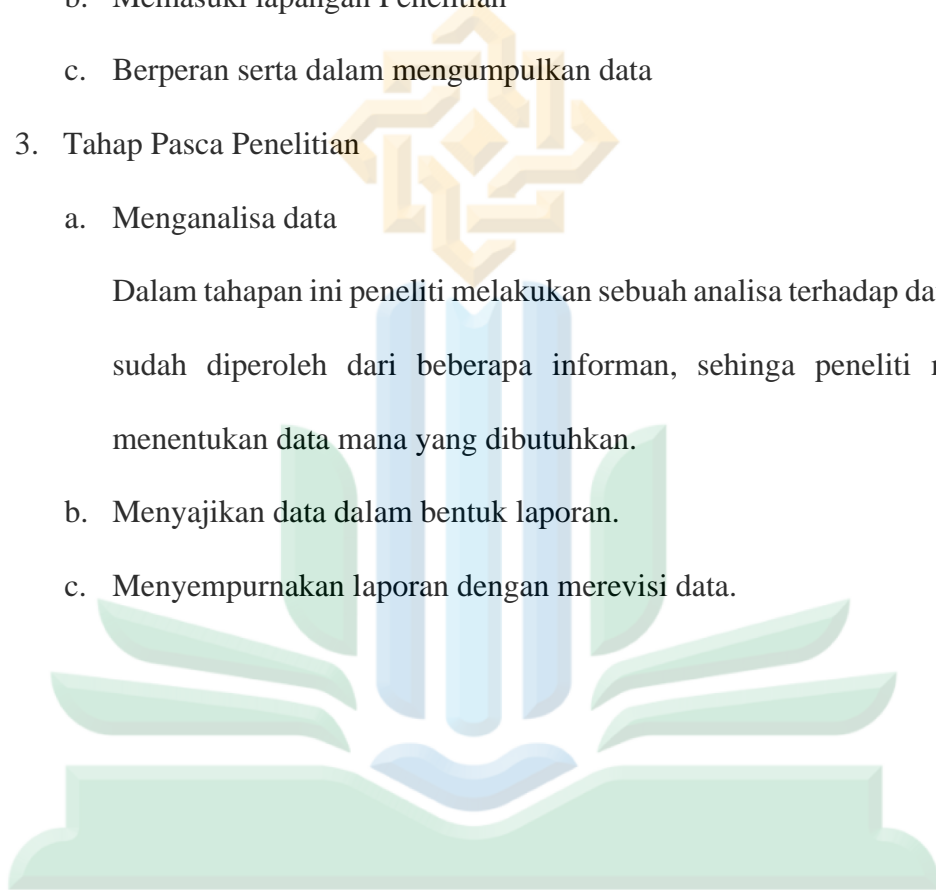 b. Memasuki lapangan Penelitian
c. Berperan serta dalam mengumpulkan data
3. Tahap Pasca Penelitian
a. Menganalisa data
Dalam tahapan ini peneliti melakukan sebuah analisa terhadap
sudah diperoleh dari beberapa informan, sehinga peneliti
menentukan data mana yang dibutuhkan.
b. Menyajikan data dalam bentuk laporan.
c. Menyempurnakan laporan dengan merevisi data.